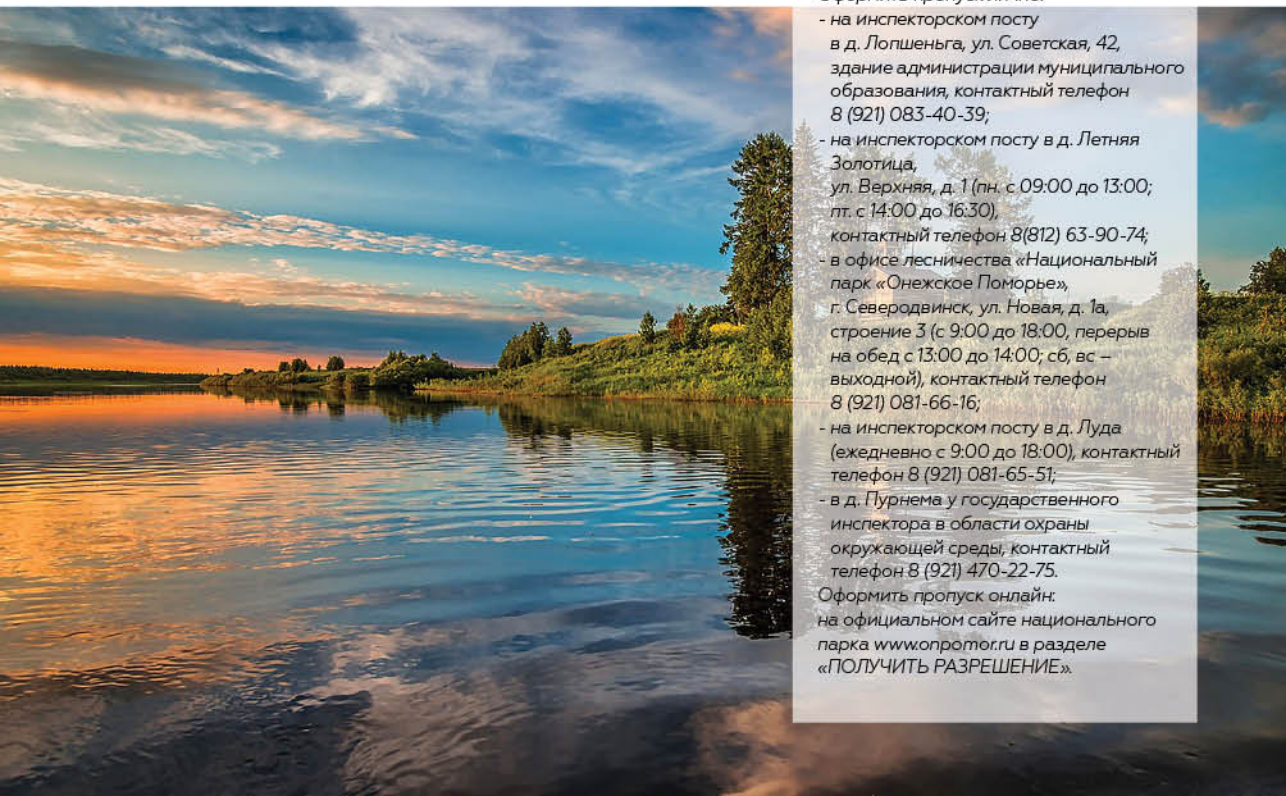 - на инспекторском посту
в д. Лопшеньга, ул. Советская, 42,
здание администрации муниципального
образования, контактный телефон
8 (921) 083-40-39;
- на инспекторском посту в д. Летняя
Золотица,
ул. Верхняя, д. 1 (пн. с 09:00 до 13:00;
пт. с 14:00 до 16:30),
контактный телефон 8(812) 63-90-74;
- в офисе лесничества «Национальный
парк «Онежское Поморье»,
г. Северодвинск, ул. Новая, д. 1а,
строение 3 (с 9:00 до 18:00, перерыв
на обед с 13:00 до 14:00; сб, вс –
выходной), контактный телефон
8 (921) 081-66-16;
- на инспекторском посту в д. Луда
(ежедневно с 9:00 до 18:00), контактный
телефон 8 (921) 081-65-51;
- в д. Пурнема у государственного
инспектора в области охраны
окружающей среды, контактный
телефон 8 (921) 470-22-75.
Оформить пропуск онлайн:
на официальном сайте национального
парка www.onpomor.ru в разделе
«ПОЛУЧИТЬ РАЗРЕШЕНИЕ».